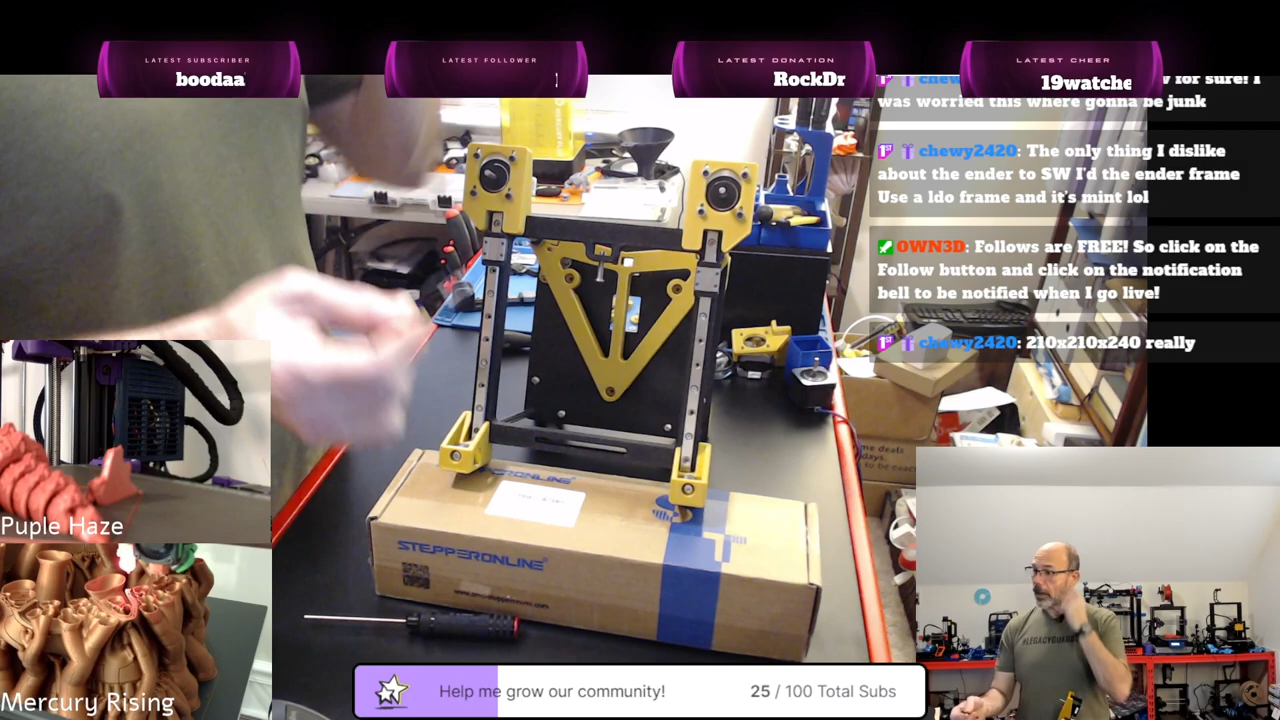 LATEST SUBSCRIBER
boodaa
LATEST FOLLOWER
LATEST DONATION
RockDr
LATEST CHEER
19watche
chewy2420: for sure! I
was worried this where gonna be junk
chewy2420: The only thing I dislike
about the ender to SW I'd the ender frame
Use a ldo frame and it's mint lol
OWN3D: Follows are FREE! So click on the
Follow button and click on the notification
bell to be notified when I go live!
chewy2420: 210x210x240 really
STEPPERONLINE®
Puple Haze
Mercury Rising
#LEGACYGUARD
Help me grow our community!
25 / 100 Total Subs